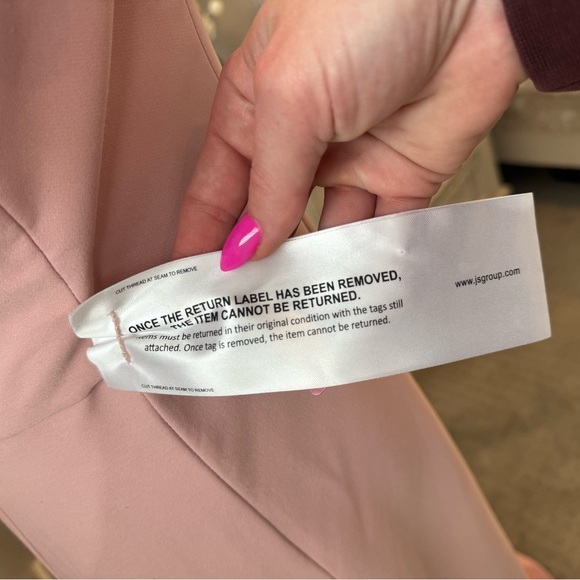 CUT THREAD AT SEAM TO REMOVE
ONCE THE RETURN LABEL HAS BEEN REMOVED,
THE ITEM CANNOT BE RETURNED.
must be returned in their original condition with the tags still
attached. Once tag is removed, the item cannot be returned.
www.jsgroup.com
CUT THREAD AT SEAM TO REMOVE